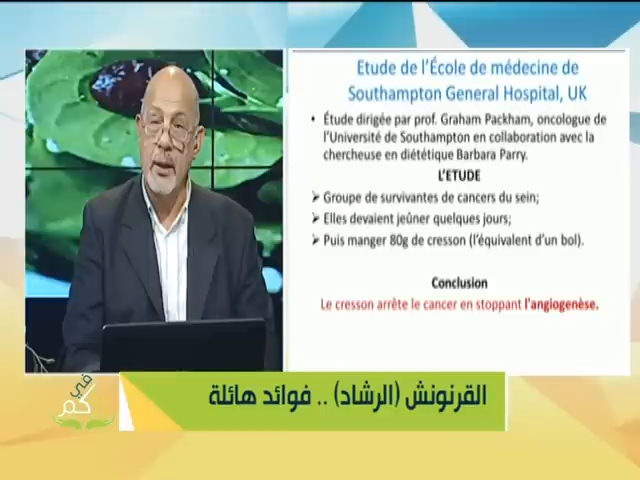 Etude de l'École de médecine de
Southampton General Hospital, UK
• Étude dirigée par prof. Graham Packham, oncologue de
l'Université de Southampton en collaboration avec la
chercheuse en diététique Barbara Parry.
L'ETUDE
➢ Groupe de survivantes de cancers du sein;
➢ Elles devaient jeûner quelques jours;
➢ Puis manger 80g de cresson (l'équivalent d'un bol).
Conclusion
Le cresson arrête le cancer en stoppant l'angiogenèse.
القرنونش (الرشاد) .. فوائد هائلة
في
كم